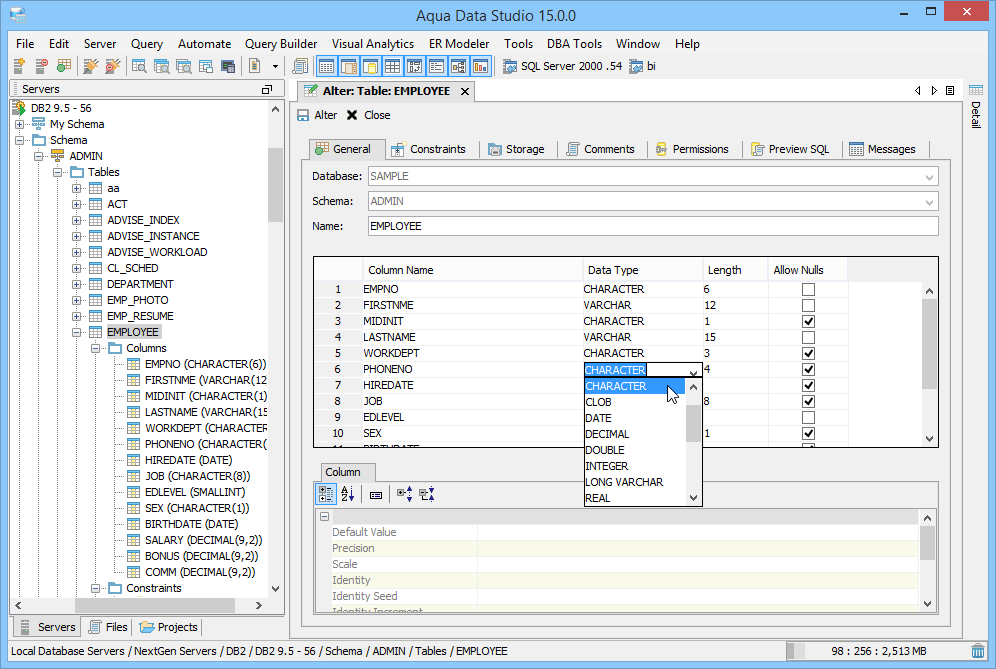 Aqua Data Studio 15.0.0
File Edit Server Query Automate Query Builder Visual Analytics ER Modeler Tools DBA Tools Window Help
SQL Server 2000 .54 bi
Servers
DB2 9.5 - 56
My Schema
Schema
ADMIN
Tables
aa
ACT
ADVISE_INDEX
ADVISE_INSTANCE
ADVISE_WORKLOAD
CL_SCHED
DEPARTMENT
EMP_PHOTO
EMP_RESUME
EMPLOYEE
Columns
EMPNO (CHARACTER(6))
FIRSTNME (VARCHAR(12
MIDINIT (CHARACTER(1)
LASTNAME (VARCHAR(15
WORKDEPT (CHARACTER
PHONENO (CHARACTER(
HIREDATE (DATE)
JOB (CHARACTER(8))
EDLEVEL (SMALLINT)
SEX (CHARACTER(1))
BIRTHDATE (DATE)
SALARY (DECIMAL(9,2))
BONUS (DECIMAL(9,2))
COMM (DECIMAL(9,2))
Constraints
Servers Files Projects
Alter: Table: EMPLOYEE
Detail
Alter Close
General Constraints Storage Comments Permissions Preview SQL Messages
Database: SAMPLE
Schema: ADMIN
Name: EMPLOYEE
Column Name Data Type Length Allow Nulls
1 EMPNO CHARACTER 6
2 FIRSTNME VARCHAR 12
3 MIDINIT CHARACTER 1
4 LASTNAME VARCHAR 15
5 WORKDEPT CHARACTER 3
6 PHONENO CHARACTER 4
7 HIREDATE
8 JOB 8
9 EDLEVEL
10 SEX 1
11 BIRTHDATE
CHARACTER
CLOB
DATE
DECIMAL
DOUBLE
INTEGER
LONG VARCHAR
REAL
Column
Default Value
Precision
Scale
Identity
Identity Seed
Identity Increment
Local Database Servers / NextGen Servers / DB2 / DB2 9.5 - 56 / Schema / ADMIN / Tables / EMPLOYEE
98 : 256 : 2,513 MB